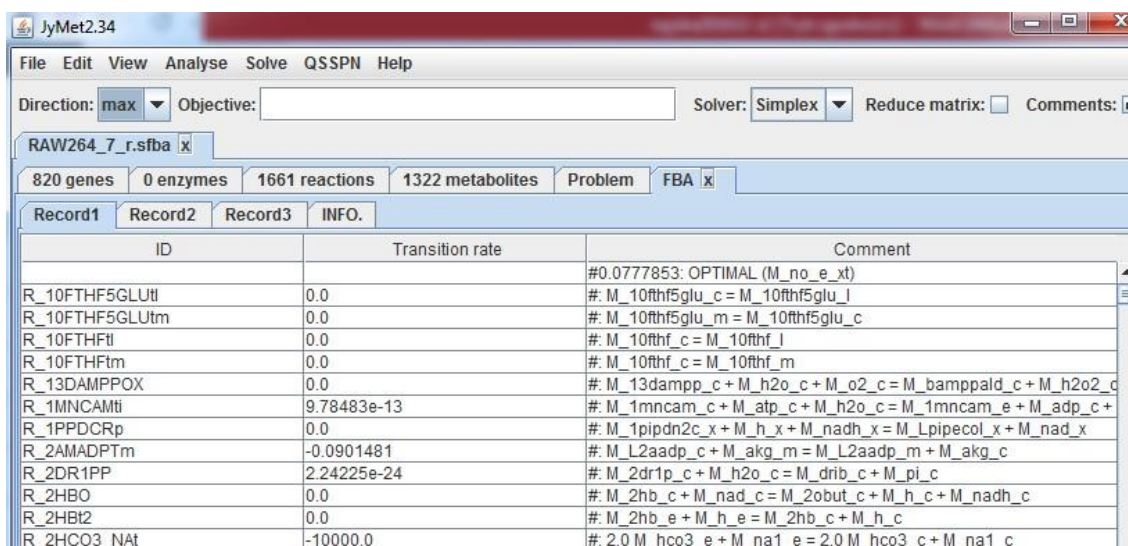 JyMet2.34
File Edit View Analyse Solve QSSPN Help
Direction: max Objective: Solver: Simplex Reduce matrix: Comments:
RAW264_7_r.sfba x
820 genes 0 enzymes 1661 reactions 1322 metabolites Problem FBA x
Record1 Record2 Record3 INFO.
ID Transition rate Comment
#0.0777853: OPTIMAL (M_no_e_xt)
R_10FTHF5GLUtl 0.0 #: M_10fthf5glu_c = M_10fthf5glu_l
R_10FTHF5GLUtm 0.0 #: M_10fthf5glu_m = M_10fthf5glu_c
R_10FTHFtl 0.0 #: M_10fthf_c = M_10fthf_l
R_10FTHFtm 0.0 #: M_10fthf_c = M_10fthf_m
R_13DAMPPOX 0.0 #: M_13dampp_c + M_h2o_c + M_o2_c = M_bamppald_c + M_h2o2_c
R_1MNCAMti 9.78483e-13 #: M_1mncam_c + M_atp_c + M_h2o_c = M_1mncam_e + M_adp_c +
R_1PPDCRp 0.0 #: M_1pipdn2c_x + M_h_x + M_nadh_x = M_Lpipecol_x + M_nad_x
R_2AMADPTm -0.0901481 #: M_L2aadp_c + M_akg_m = M_L2aadp_m + M_akg_c
R_2DR1PP 2.24225e-24 #: M_2dr1p_c + M_h2o_c = M_drib_c + M_pi_c
R_2HBO 0.0 #: M_2hb_c + M_nad_c = M_2obut_c + M_h_c + M_nadh_c
R_2HBt2 0.0 #: M_2hb_e + M_h_e = M_2hb_c + M_h_c
R_2HCO3_NAt -10000.0 #: 2.0 M_hco3_e + M_na1_e = 2.0 M_hco3_c + M_na1_c